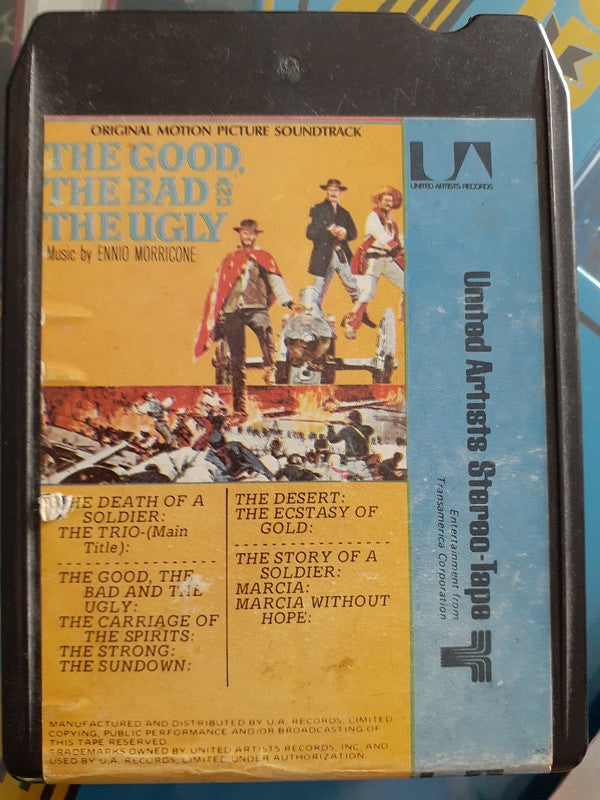 ORIGINAL MOTION PICTURE SOUNDTRACK
THE GOOD,
THE BAD AND
THE UGLY
Music by ENNIO MORRICONE
UA
UNITED ARTISTS RECORDS
United Artists Stereo-Tape
Entertainment from
Transamerica Corporation
THE DEATH OF A
SOLDIER:
THE TRIO-(Main
Title):
THE GOOD, THE
BAD AND THE
UGLY:
THE CARRIAGE OF
THE SPIRITS:
THE STRONG:
THE SUNDOWN:
THE DESERT:
THE ECSTASY OF
GOLD:
THE STORY OF A
SOLDIER:
MARCIA:
MARCIA WITHOUT
HOPE:
MANUFACTURED AND DISTRIBUTED BY U.A. RECORDS, LIMITED.
COPYING, PUBLIC PERFORMANCE AND/OR BROADCASTING OF
THIS TAPE RESERVED.
TRADEMARKS OWNED BY UNITED ARTISTS RECORDS, INC. AND
USED BY U.A. RECORDS, LIMITED UNDER AUTHORIZATION.